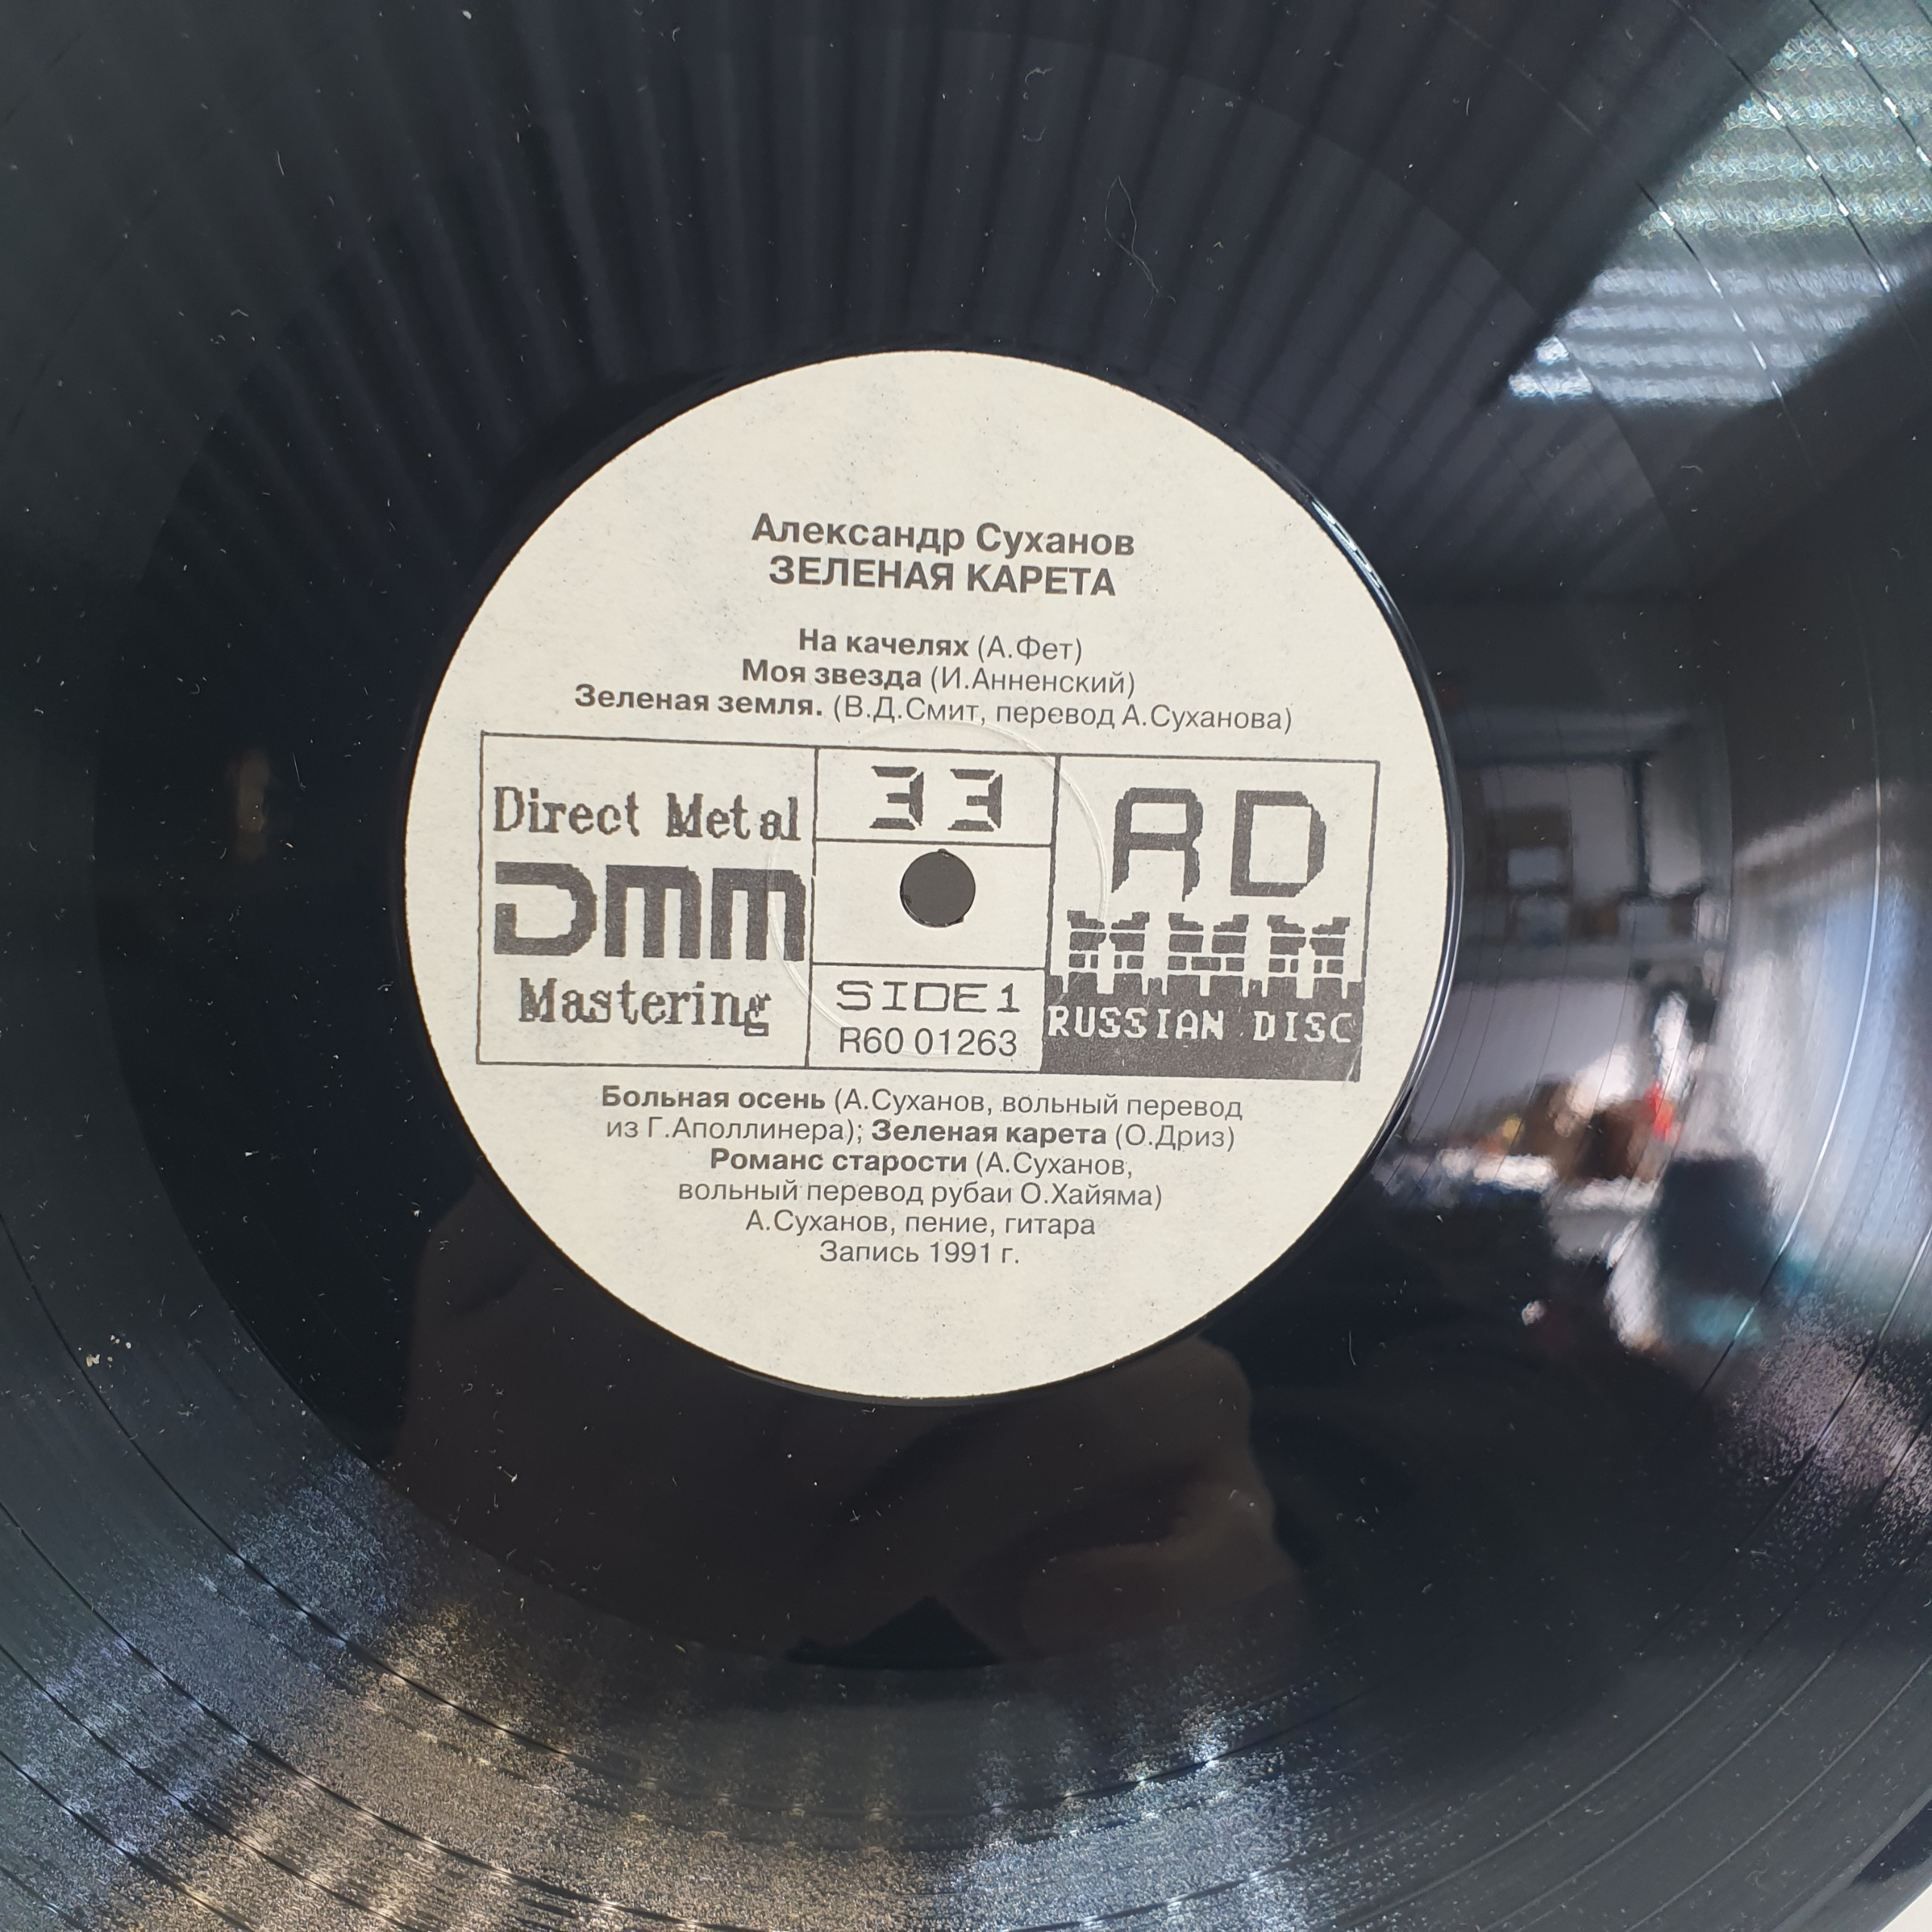 Александр Суханов
ЗЕЛЕНАЯ КАРЕТА
На качелях (А.Фет)
Моя звезда (И.Анненский)
Зеленая земля. (В.Д.Смит, перевод А.Суханова)
Direct Metal
DMM
Mastering
33
SIDE 1
R60 01263
RD
RUSSIAN DISC
Больная осень (А.Суханов, вольный перевод
из Г.Аполлинера); Зеленая карета (О.Дриз)
Романс старости (А.Суханов,
вольный перевод рубаи О.Хайяма)
А.Суханов, пение, гитара
Запись 1991 г.